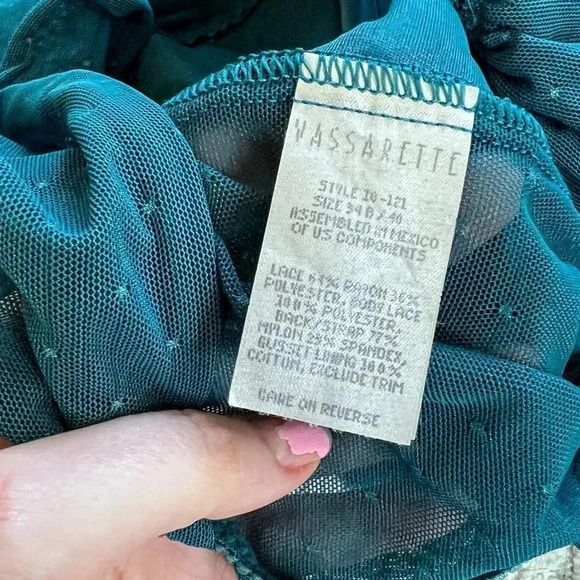 VASSARETTE
STYLE 10-121
SIZE 34 B / 40
ASSEMBLED IN MEXICO
OF US COMPONENTS
LACE 64% RAYON 36%
POLYESTER, BODY LACE
100% POLYESTER,
BACK/STRAP 77%
NYLON 23% SPANDEX,
GUSSET LINING 100%
COTTON, EXCLUDE TRIM
CARE ON REVERSE